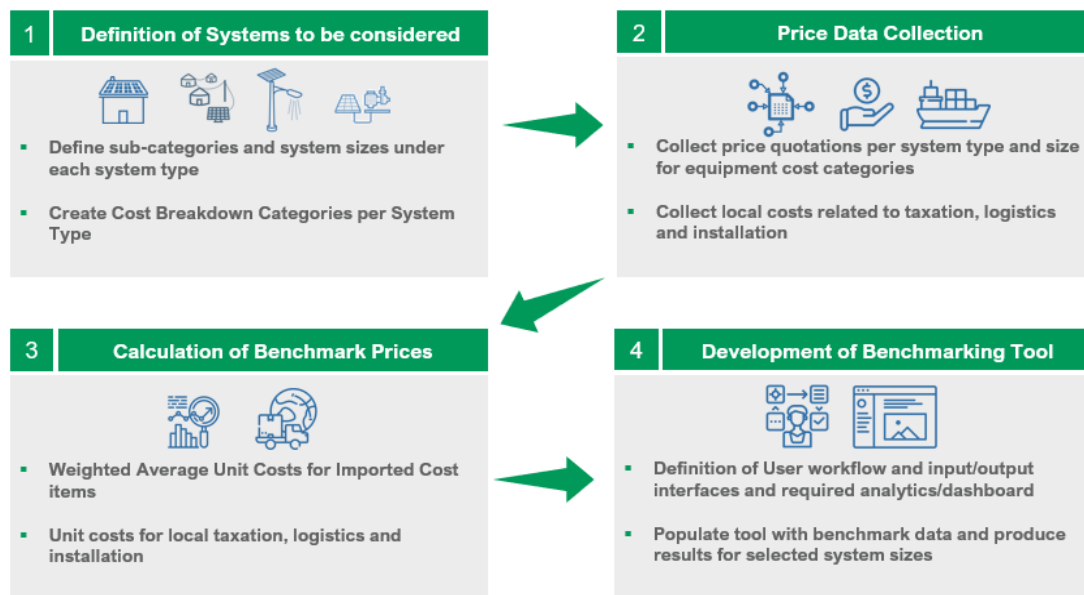 1 Definition of Systems to be considered
▪ Define sub-categories and system sizes under
each system type
▪ Create Cost Breakdown Categories per System
Type
2 Price Data Collection
▪ Collect price quotations per system type and size
for equipment cost categories
▪ Collect local costs related to taxation, logistics
and installation
3 Calculation of Benchmark Prices
▪ Weighted Average Unit Costs for Imported Cost
items
▪ Unit costs for local taxation, logistics and
installation
4 Development of Benchmarking Tool
▪ Definition of User workflow and input/output
interfaces and required analytics/dashboard
▪ Populate tool with benchmark data and produce
results for selected system sizes